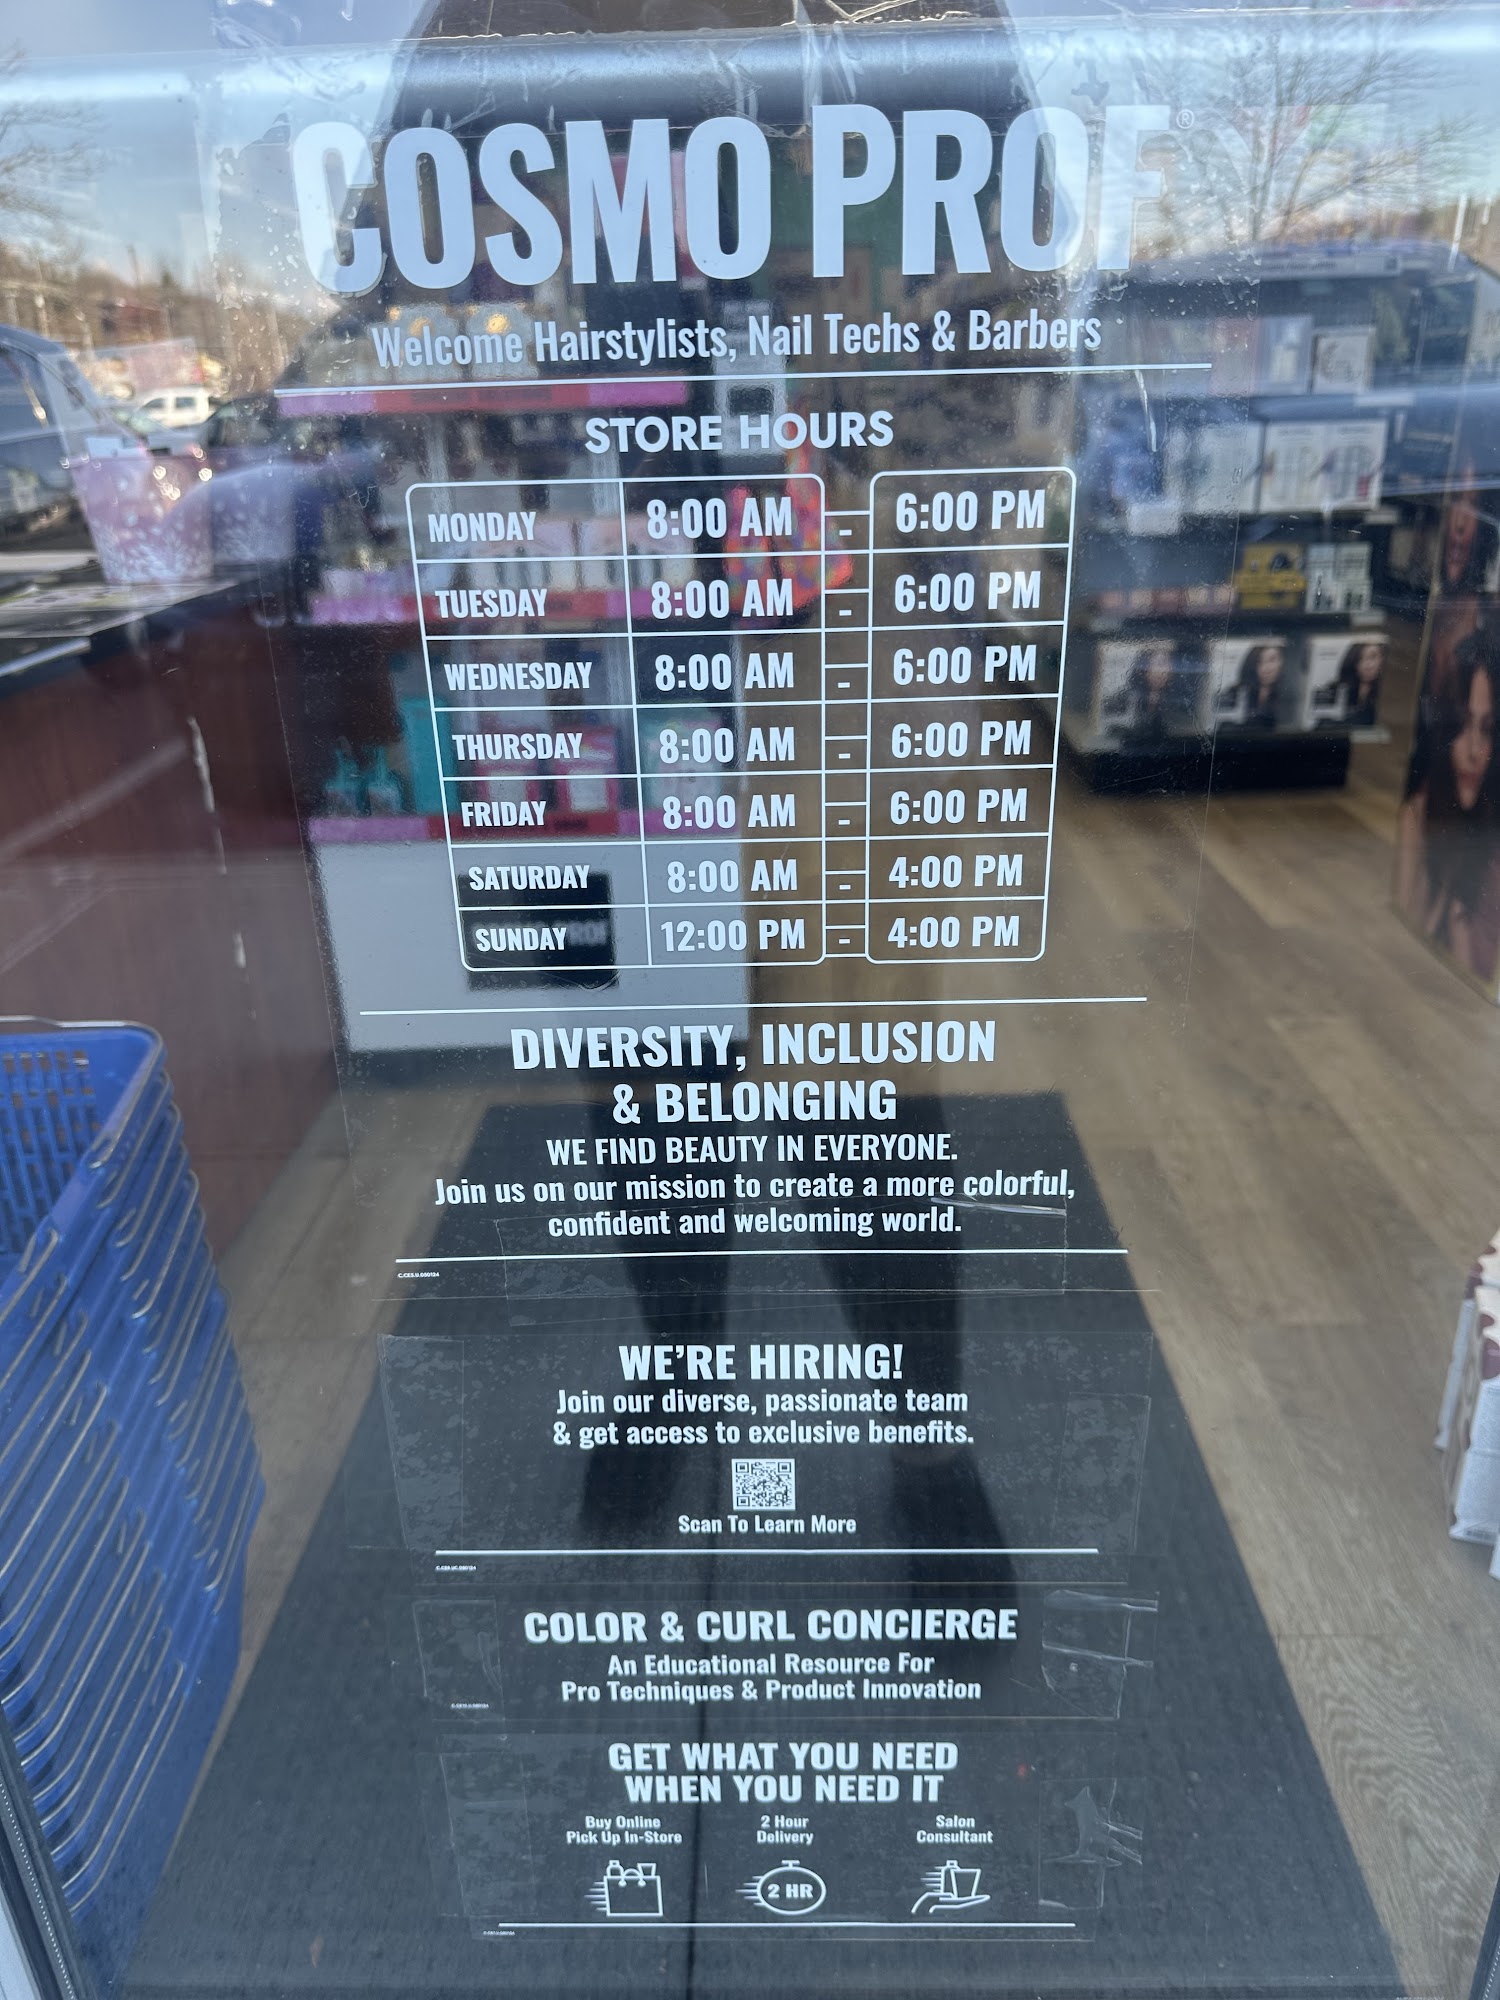 COSMO PROF®
Welcome Hairstylists, Nail Techs & Barbers
STORE HOURS
MONDAY 8:00 AM - 6:00 PM
TUESDAY 8:00 AM - 6:00 PM
WEDNESDAY 8:00 AM - 6:00 PM
THURSDAY 8:00 AM - 6:00 PM
FRIDAY 8:00 AM - 6:00 PM
SATURDAY 8:00 AM - 4:00 PM
SUNDAY 12:00 PM - 4:00 PM
DIVERSITY, INCLUSION
& BELONGING
WE FIND BEAUTY IN EVERYONE.
Join us on our mission to create a more colorful,
confident and welcoming world.
WE'RE HIRING!
Join our diverse, passionate team
& get access to exclusive benefits.
Scan To Learn More
COLOR & CURL CONCIERGE
An Educational Resource For
Pro Techniques & Product Innovation
GET WHAT YOU NEED
WHEN YOU NEED IT
Buy Online
Pick Up In-Store
2 Hour
Delivery
Salon
Consultant
2 HR